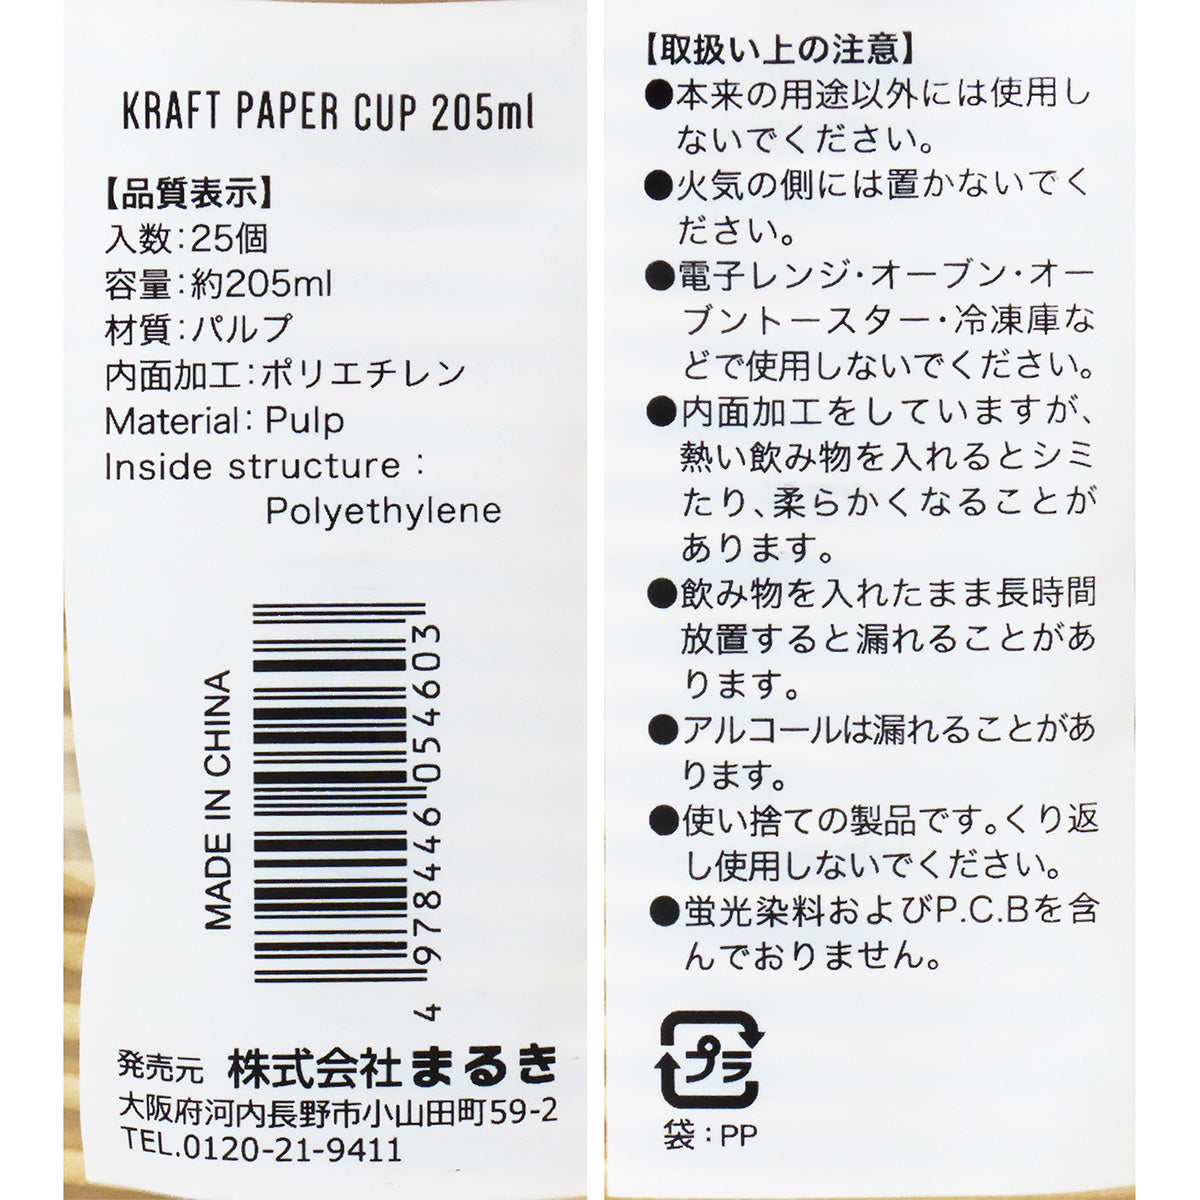 KRAFT PAPER CUP 205ml
【品質表示】
入数:25個
容量:約205ml
材質:パルプ
内面加工:ポリエチレン
Material: Pulp
Inside structure :
Polyethylene
MADE IN CHINA
4 978446 054603
発売元 株式会社まるき
大阪府河内長野市小山田町59-2
TEL.0120-21-9411
【取扱い上の注意】
●本来の用途以外には使用し
ないでください。
●火気の側には置かないでく
ださい。
●電子レンジ・オーブン・オー
ブントースター・冷凍庫な
どで使用しないでください。
●内面加工をしていますが、
熱い飲み物を入れるとシミ
たり、柔らかくなることが
あります。
●飲み物を入れたまま長時間
放置すると漏れることがあ
ります。
●アルコールは漏れることがあ
ります。
●使い捨ての製品です。くり返
し使用しないでください。
●蛍光染料およびP.C.Bを含
んでおりません。
プラ
袋:PP